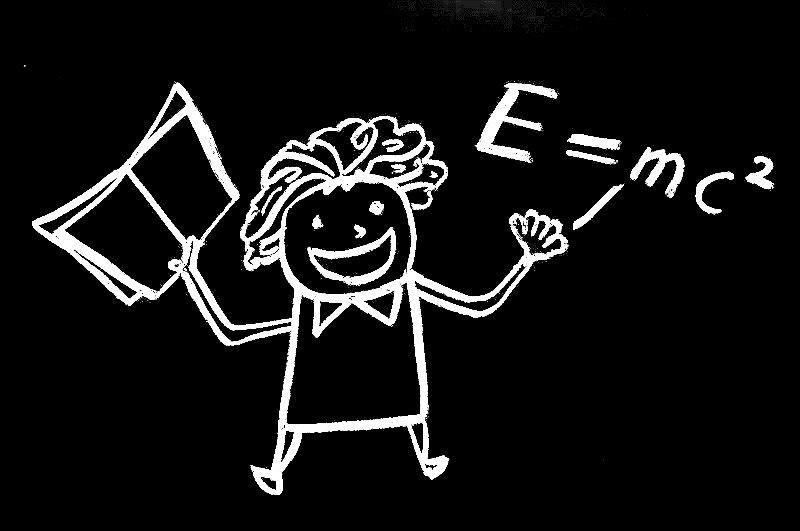 E = mc²